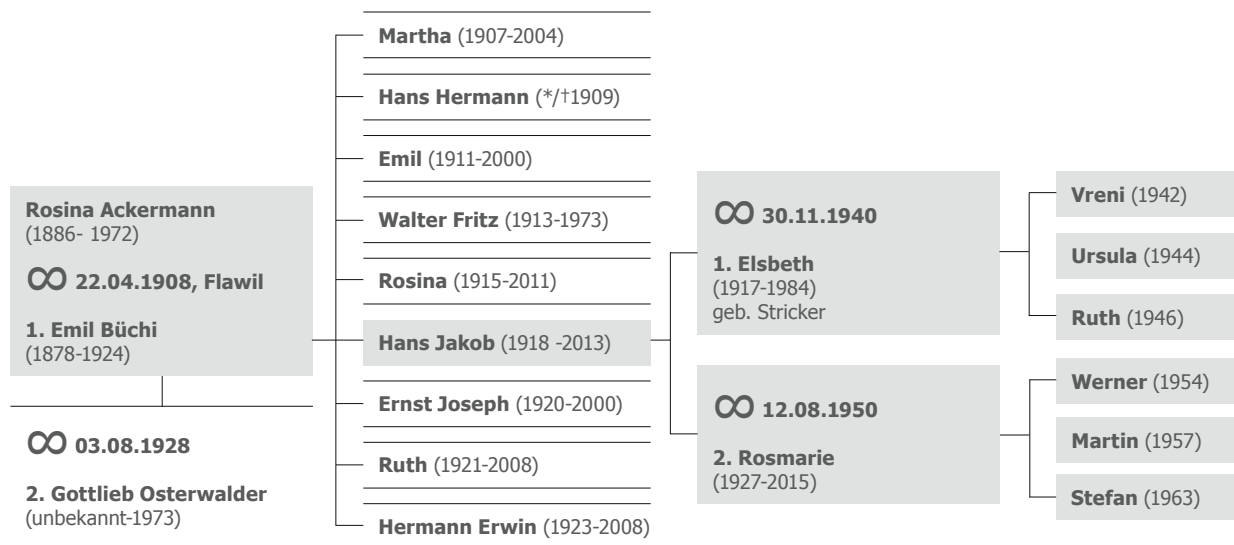 Rosina Ackermann
(1886- 1972)
∞ 22.04.1908, Flawil
1. Emil Büchi
(1878-1924)
∞ 03.08.1928
2. Gottlieb Osterwalder
(unbekannt-1973)
Martha (1907-2004)
Hans Hermann (*/†1909)
Emil (1911-2000)
Walter Fritz (1913-1973)
Rosina (1915-2011)
Hans Jakob (1918 -2013)
Ernst Joseph (1920-2000)
Ruth (1921-2008)
Hermann Erwin (1923-2008)
∞ 30.11.1940
1. Elsbeth
(1917-1984)
geb. Stricker
∞ 12.08.1950
2. Rosmarie
(1927-2015)
Vreni (1942)
Ursula (1944)
Ruth (1946)
Werner (1954)
Martin (1957)
Stefan (1963)